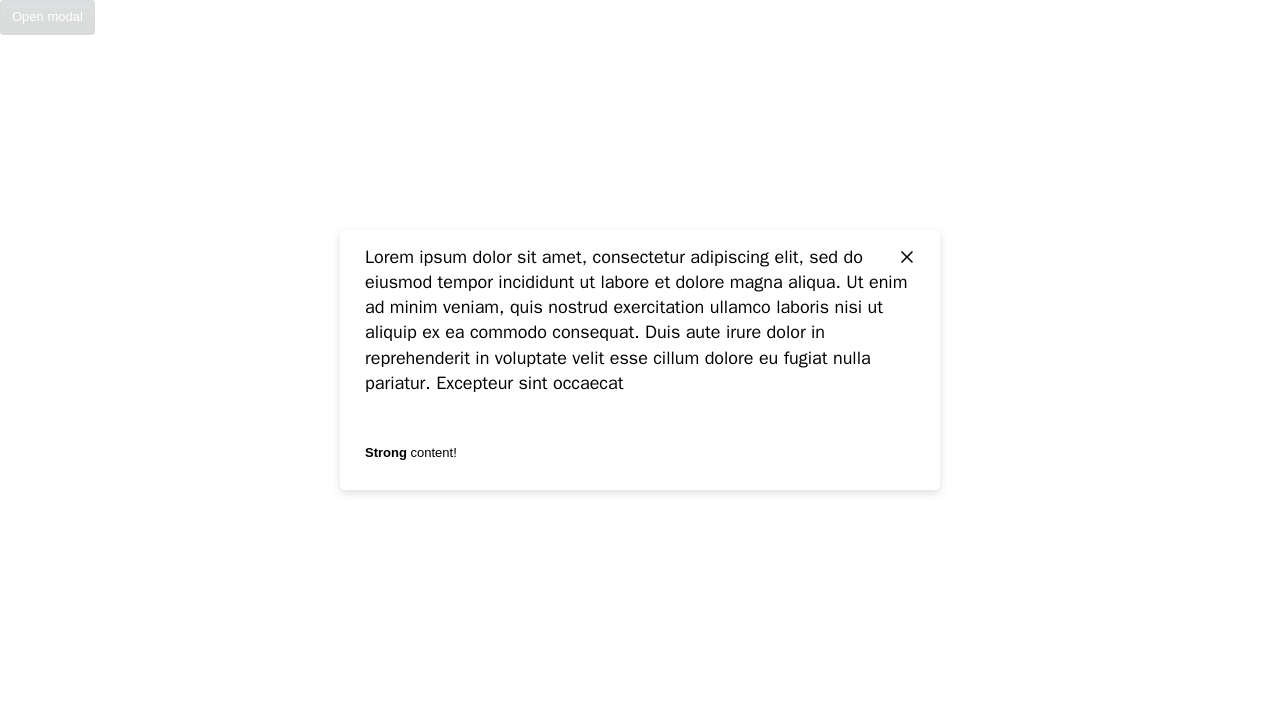 Open modal
Lorem ipsum dolor sit amet, consectetur adipiscing elit, sed do
eiusmod tempor incididunt ut labore et dolore magna aliqua. Ut enim
ad minim veniam, quis nostrud exercitation ullamco laboris nisi ut
aliquip ex ea commodo consequat. Duis aute irure dolor in
reprehenderit in voluptate velit esse cillum dolore eu fugiat nulla
pariatur. Excepteur sint occaecat
Strong content!